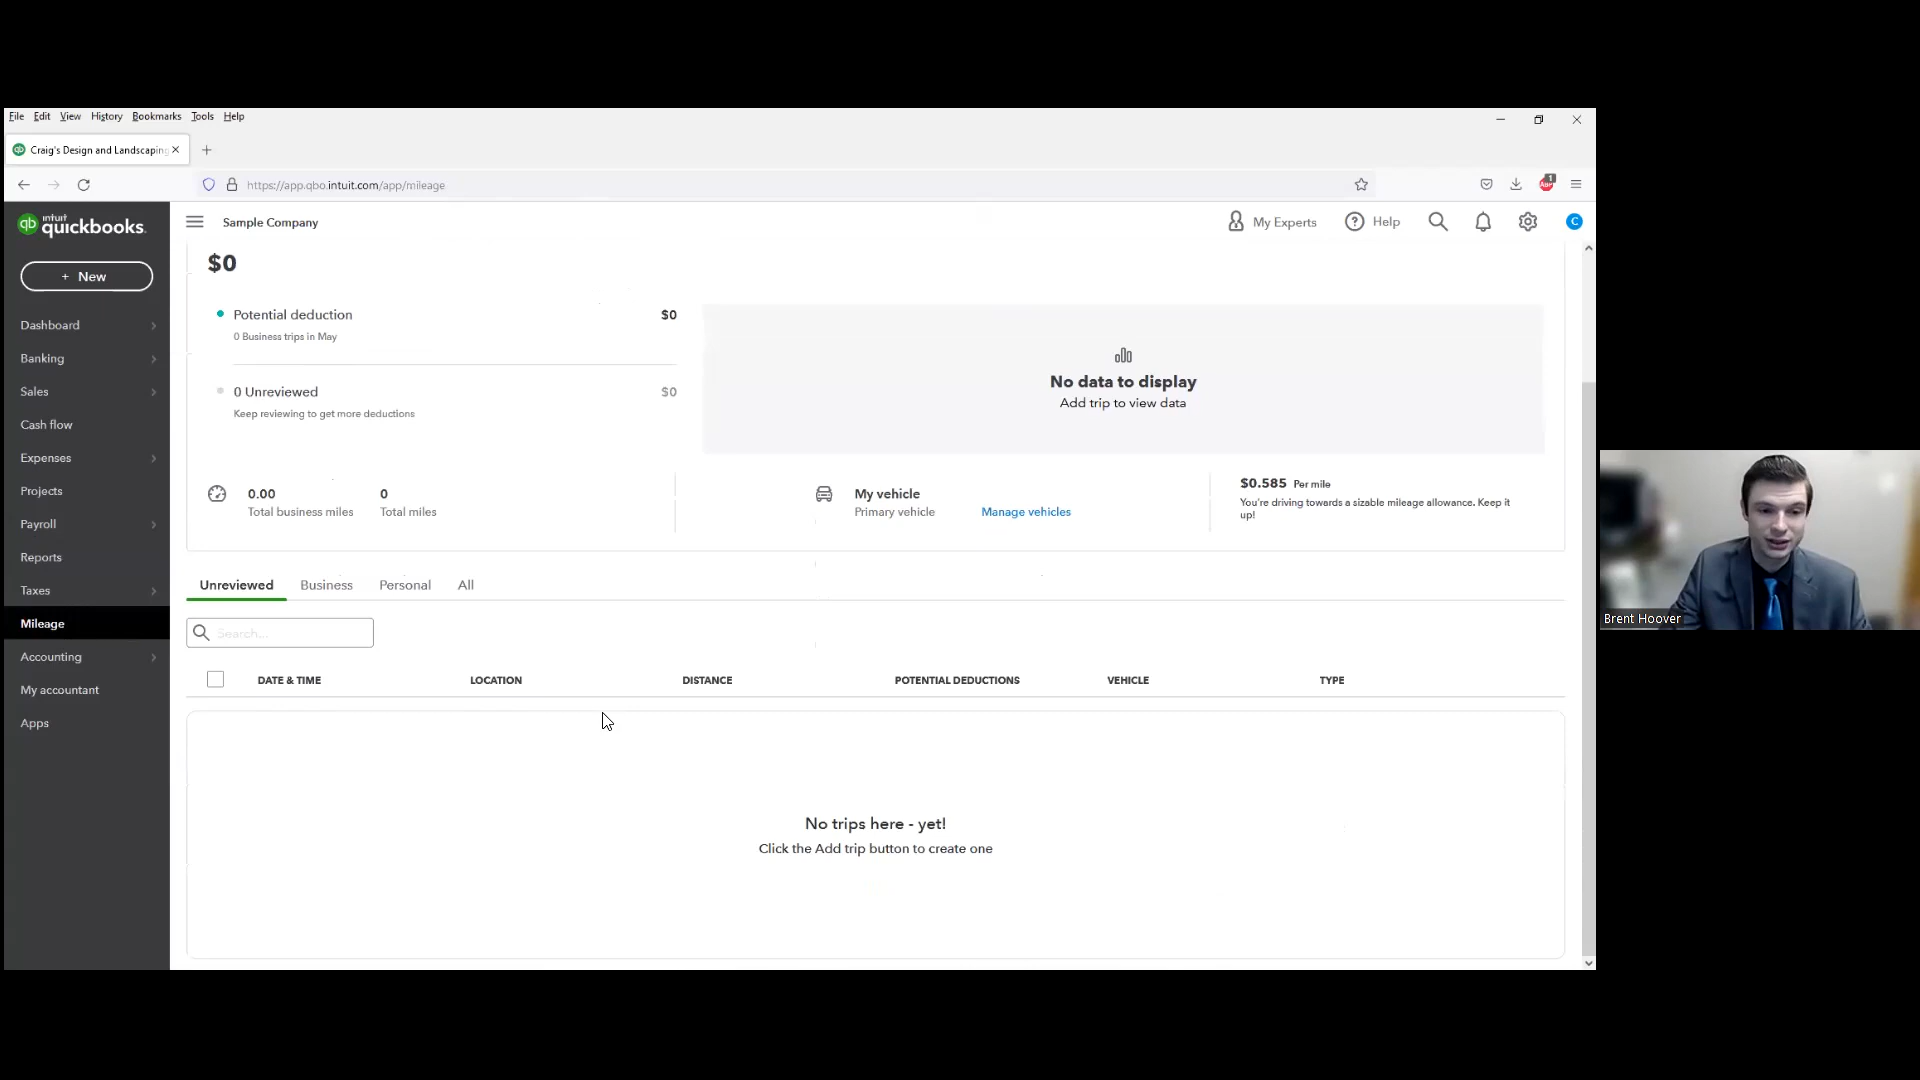 File Edit View History Bookmarks Tools Help
Craig's Design and Landscaping
https://app.qbo.intuit.com/app/mileage
intuit
quickbooks.
Sample Company
My Experts
Help
C
+ New
Dashboard
Banking
Sales
Cash flow
Expenses
Projects
Payroll
Reports
Taxes
Mileage
Accounting
My accountant
Apps
$0
Potential deduction $0
0 Business trips in May
0 Unreviewed $0
Keep reviewing to get more deductions
No data to display
Add trip to view data
0.00 0
Total business miles Total miles
My vehicle
Primary vehicle Manage vehicles
$0.585 Per mile
You're driving towards a sizable mileage allowance. Keep it
up!
Unreviewed Business Personal All
Search...
DATE & TIME LOCATION DISTANCE POTENTIAL DEDUCTIONS VEHICLE TYPE
No trips here - yet!
Click the Add trip button to create one
Brent Hoover